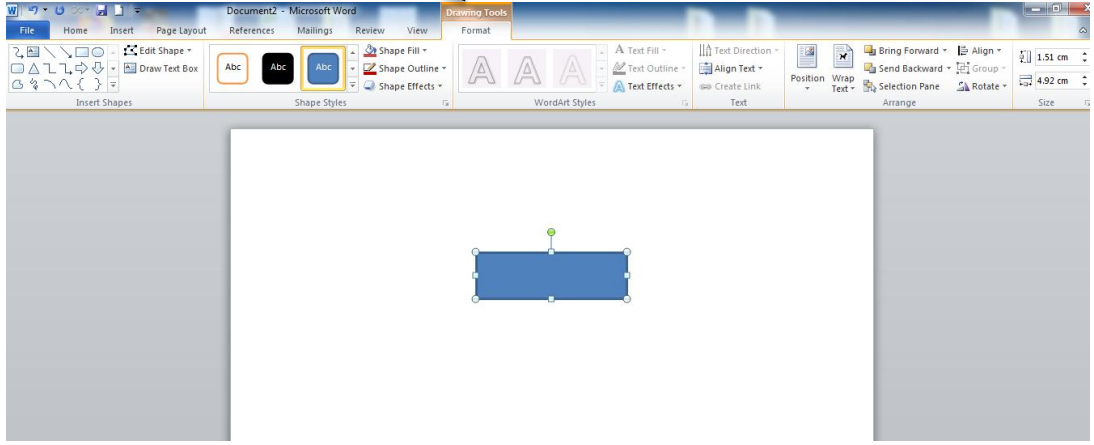 Document2 - Microsoft Word
Drawing Tools
File Home Insert Page Layout References Mailings Review View Format
Edit Shape
Draw Text Box
Insert Shapes
Abc Abc Abc
Shape Fill
Shape Outline
Shape Effects
Shape Styles
A A A
Text Fill
Text Outline
Text Effects
WordArt Styles
Text Direction
Align Text
Create Link
Text
Position
Wrap Text
Bring Forward
Send Backward
Selection Pane
Align
Group
Rotate
Arrange
1.51 cm
4.92 cm
Size